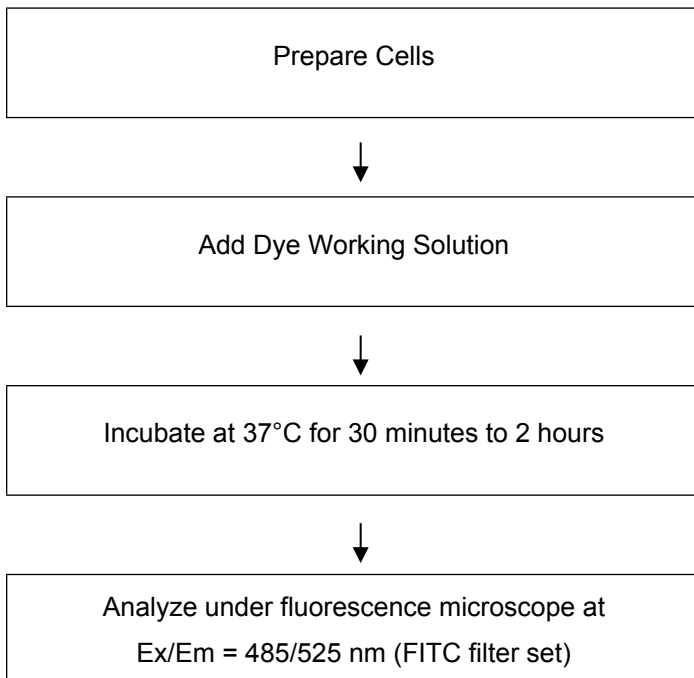 Prepare Cells
Add Dye Working Solution
Incubate at 37°C for 30 minutes to 2 hours
Analyze under fluorescence microscope at
Ex/Em = 485/525 nm (FITC filter set)